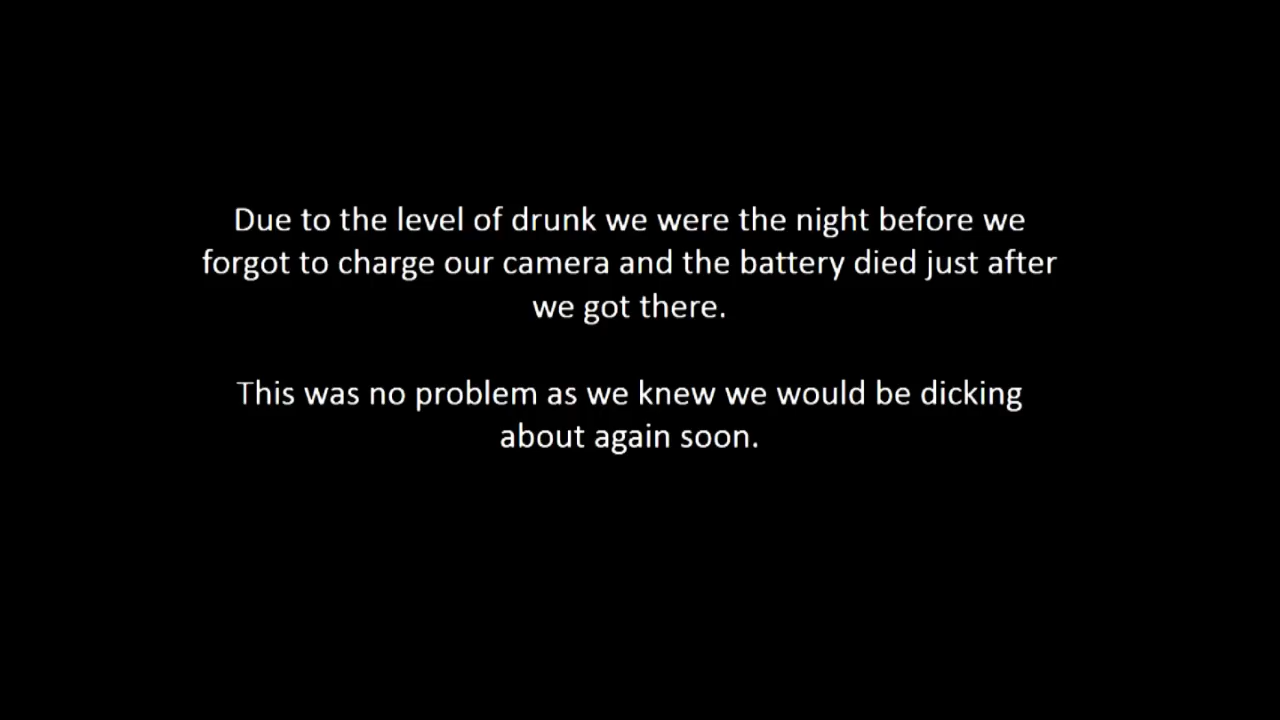 Due to the level of drunk we were the night before we
forgot to charge our camera and the battery died just after
we got there.
This was no problem as we knew we would be dicking
about again soon.